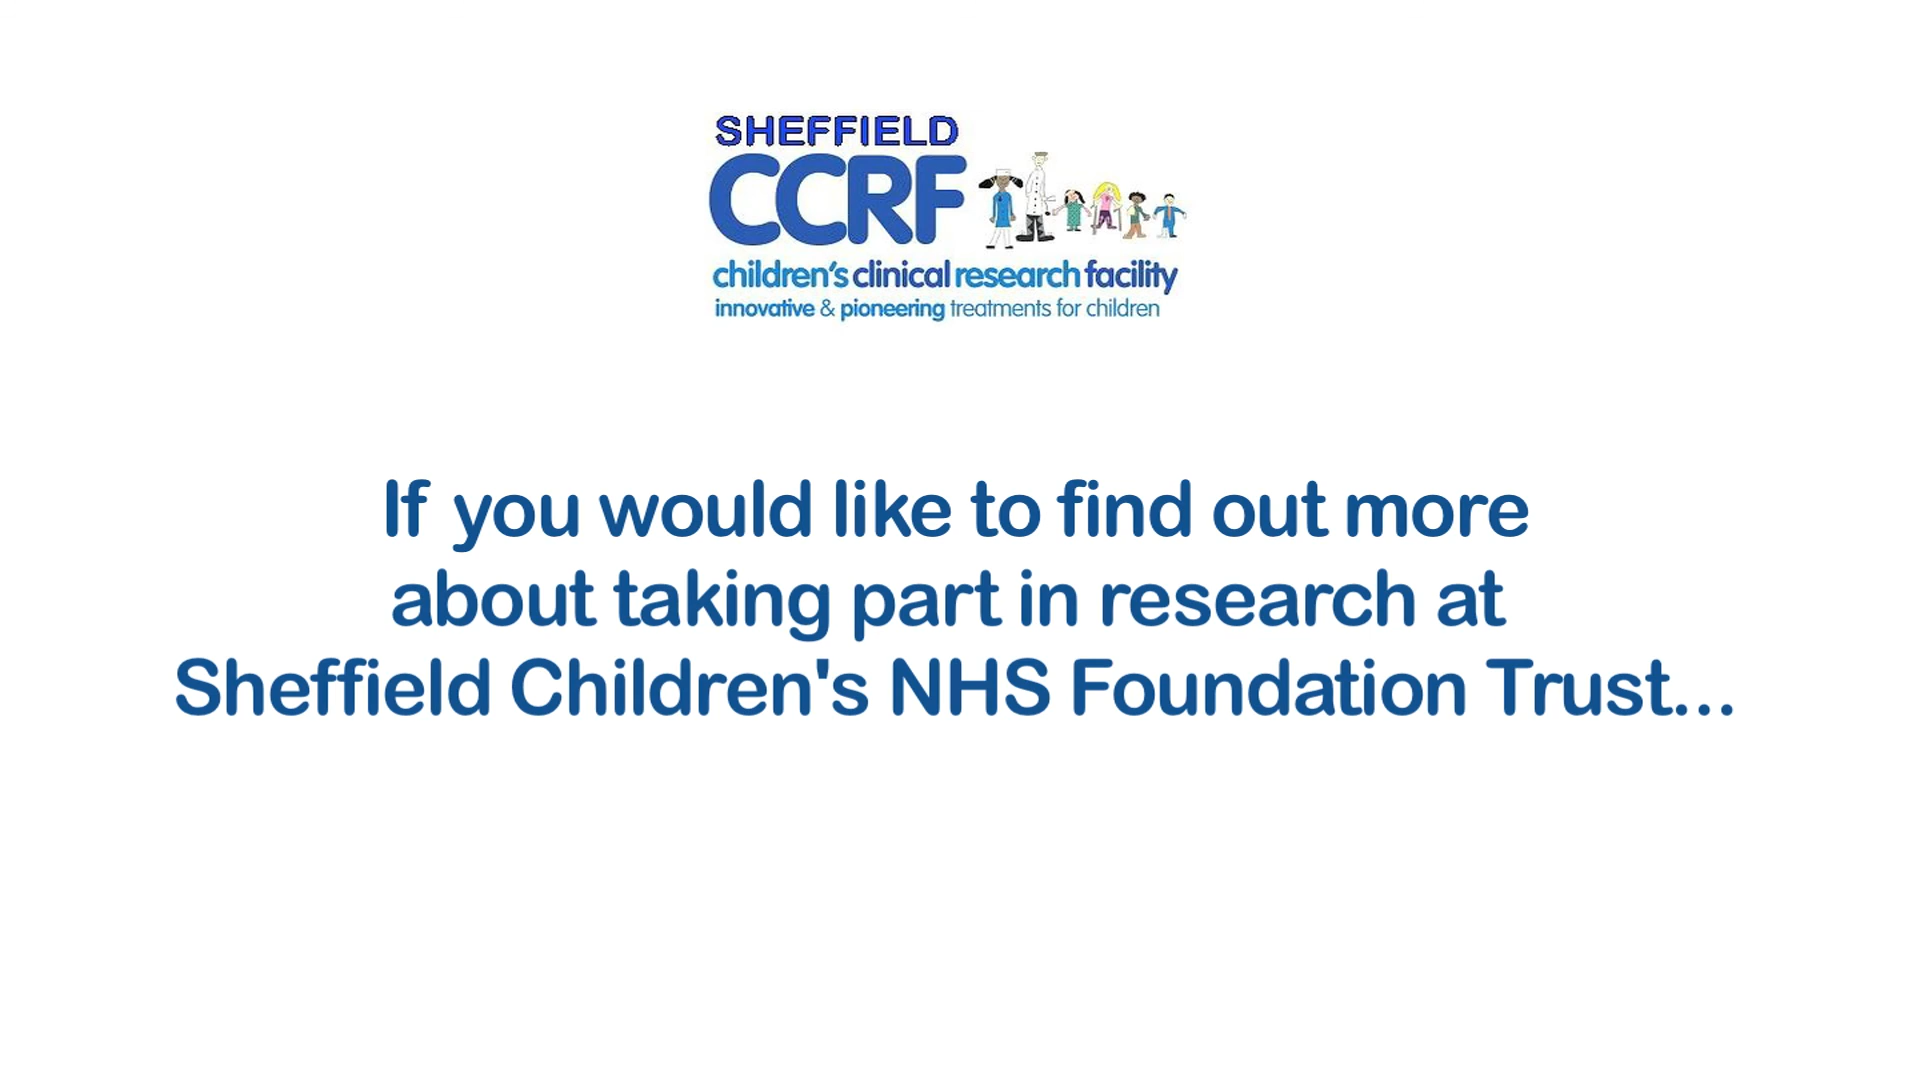 SHEFFIELD
CCRF
children's clinical research facility
innovative & pioneering treatments for children
If you would like to find out more
about taking part in research at
Sheffield Children's NHS Foundation Trust...